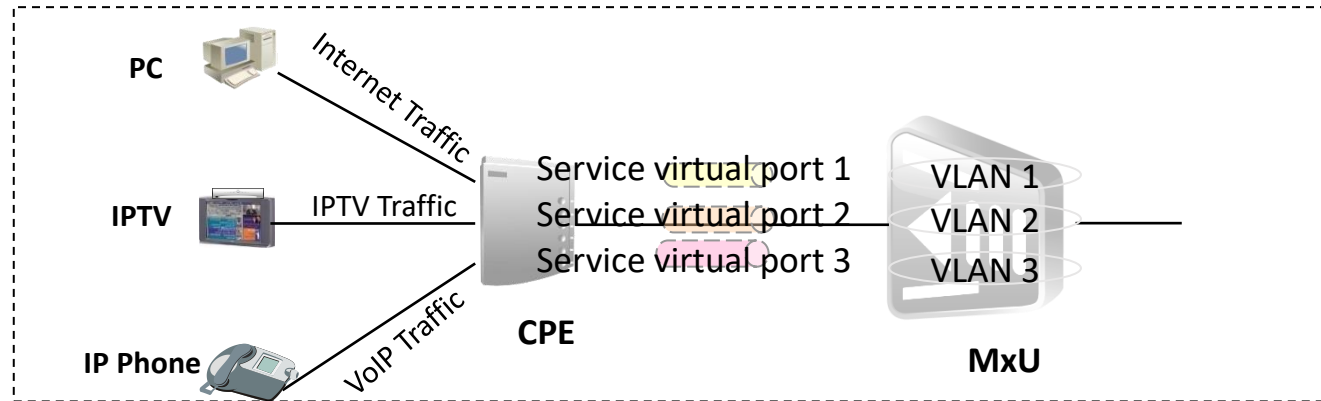 PC
Internet Traffic
IPTV
IPTV Traffic
IP Phone
VoIP Traffic
CPE
Service virtual port 1
Service virtual port 2
Service virtual port 3
VLAN 1
VLAN 2
VLAN 3
MxU